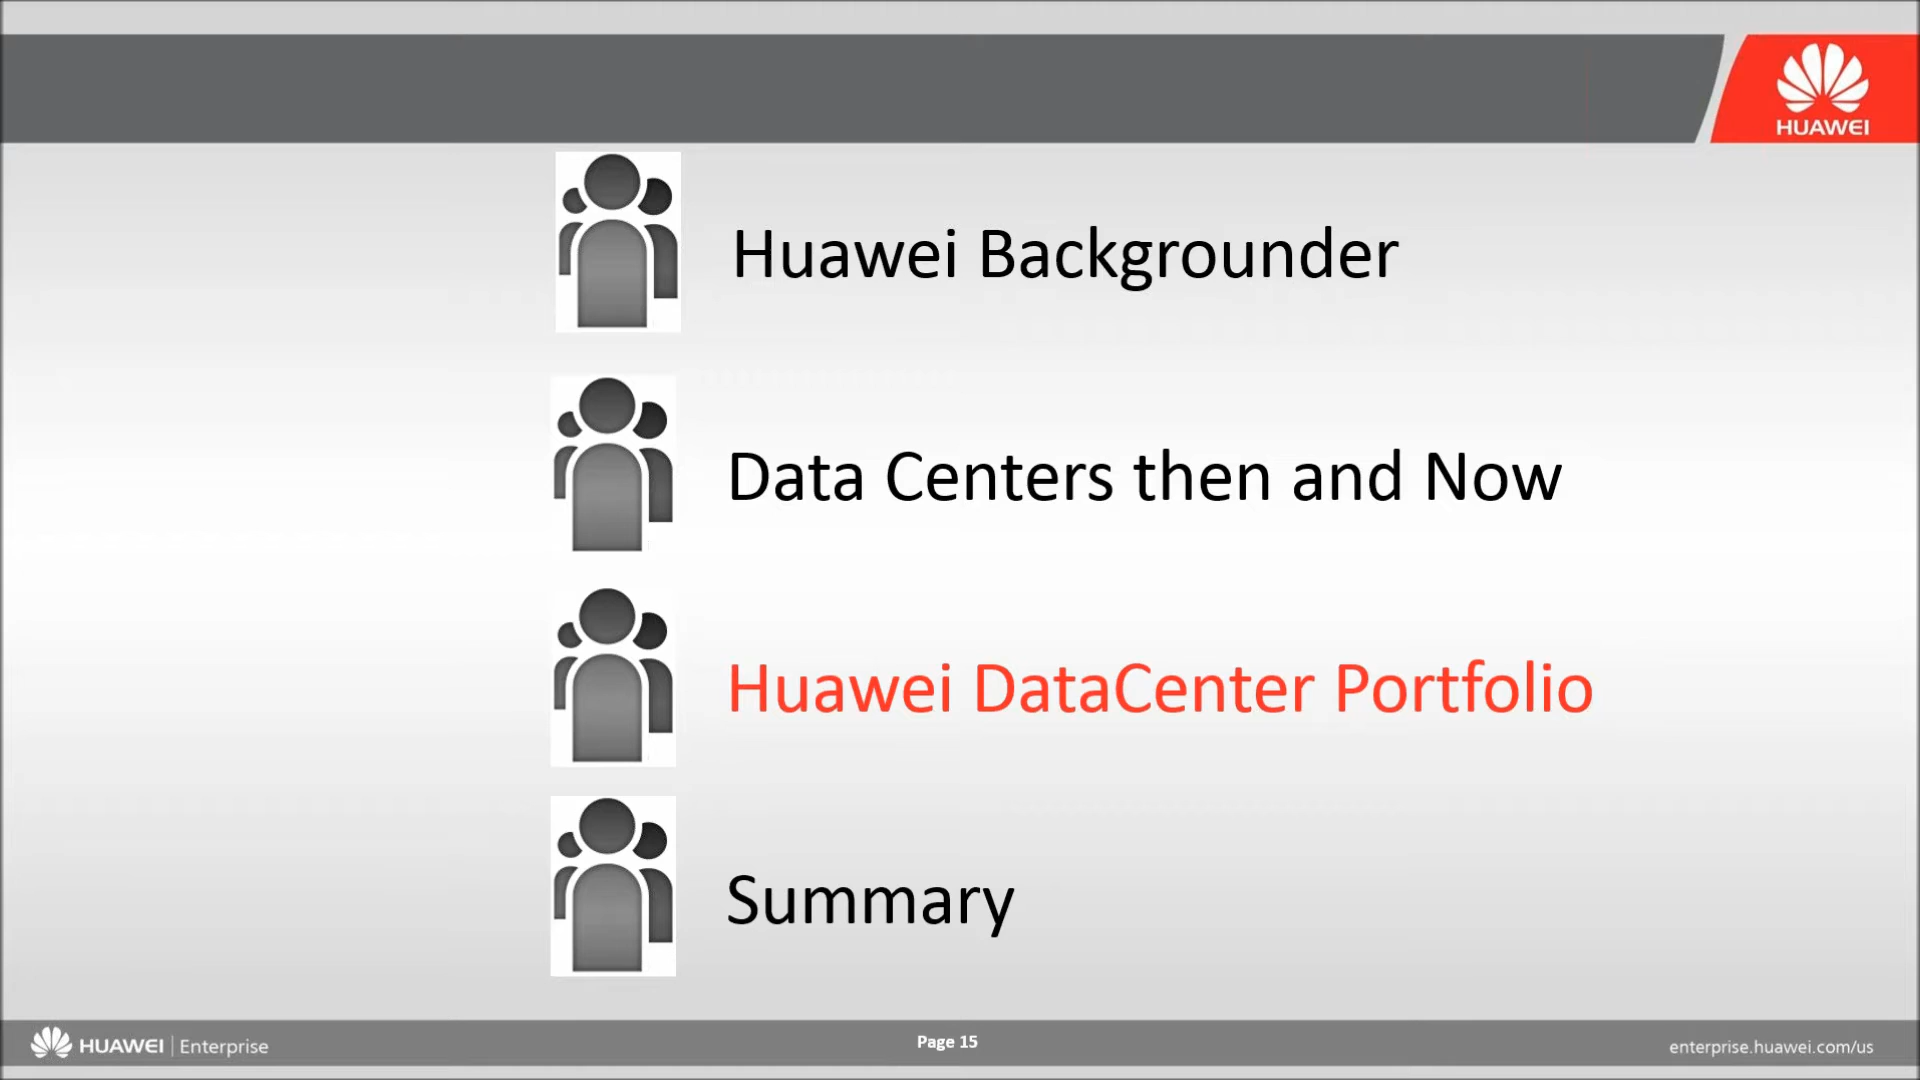 HUAWEI
Huawei Backgrounder
Data Centers then and Now
Huawei DataCenter Portfolio
Summary
HUAWEI | Enterprise
Page 15
enterprise.huawei.com/us